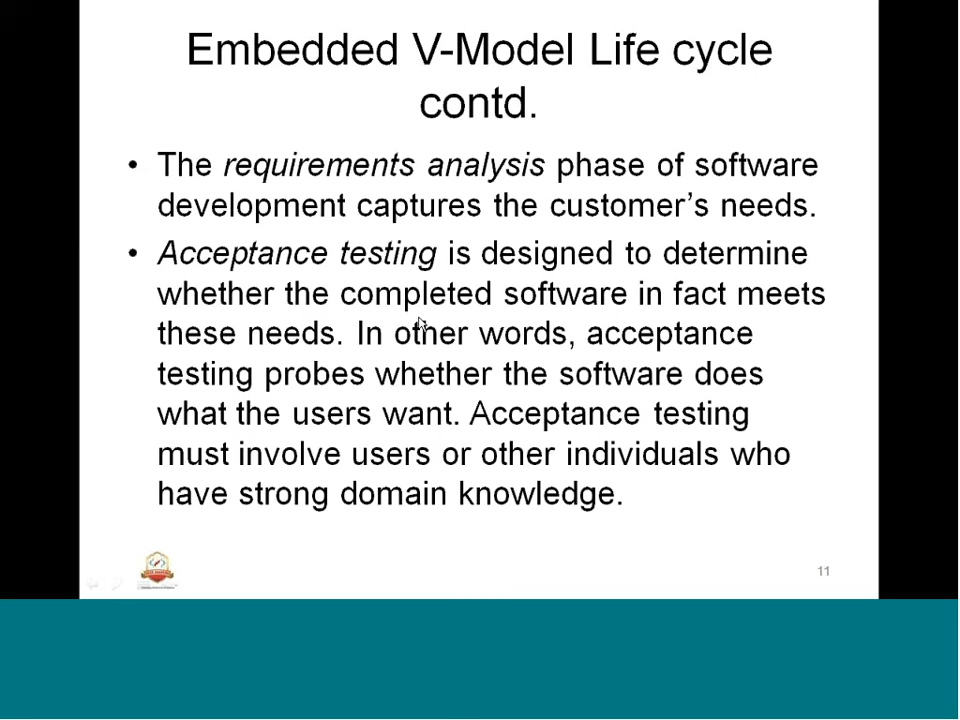 Embedded V-Model Life cycle
contd.
• The requirements analysis phase of software
development captures the customer's needs.
• Acceptance testing is designed to determine
whether the completed software in fact meets
these needs. In other words, acceptance
testing probes whether the software does
what the users want. Acceptance testing
must involve users or other individuals who
have strong domain knowledge.
11